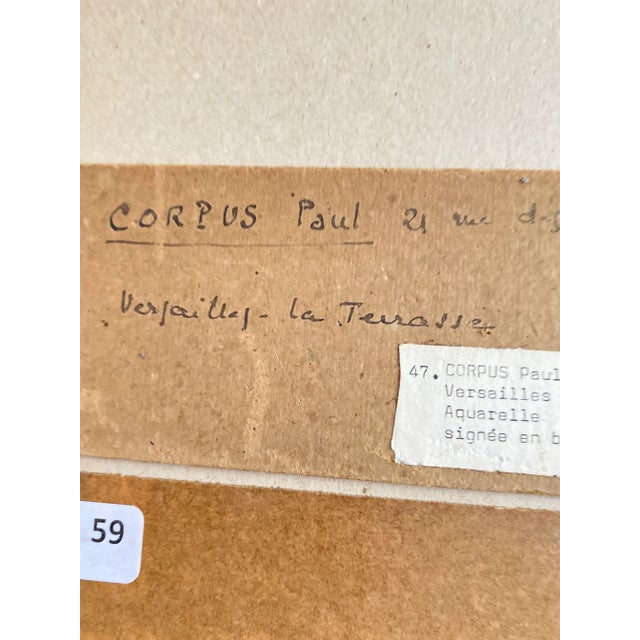 CORPUS Paul 21 rue
Versailles - la Terrasse
47. CORPUS Paul
Versailles
Aquarelle
signée en b
59